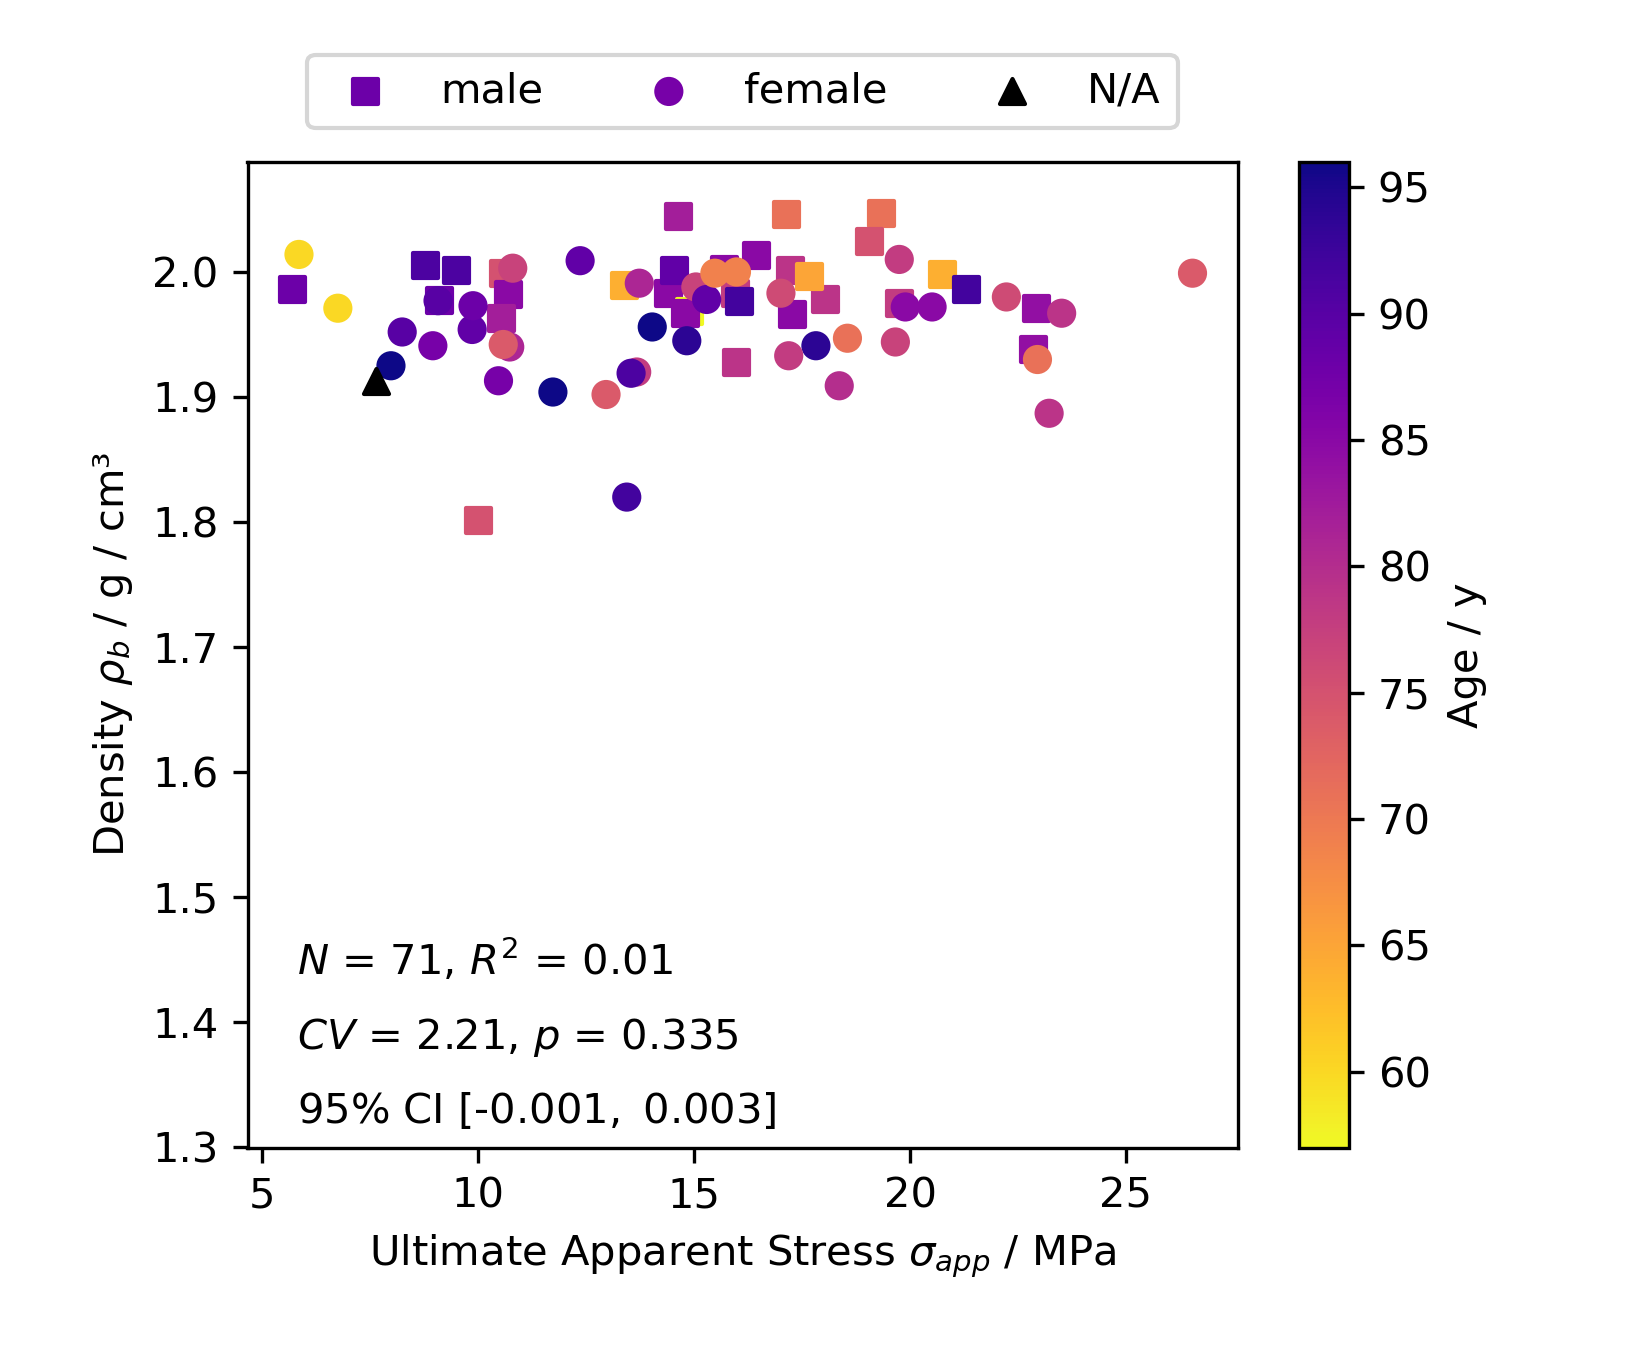 male female N/A
2.0
1.9
1.8
1.7
1.6
1.5
1.4
1.3
Density ρb / g / cm³
N = 71, R² = 0.01
CV = 2.21, p = 0.335
95% CI [-0.001, 0.003]
5 10 15 20 25
Ultimate Apparent Stress σapp / MPa
95
90
85
80
75
70
65
60
Age / y